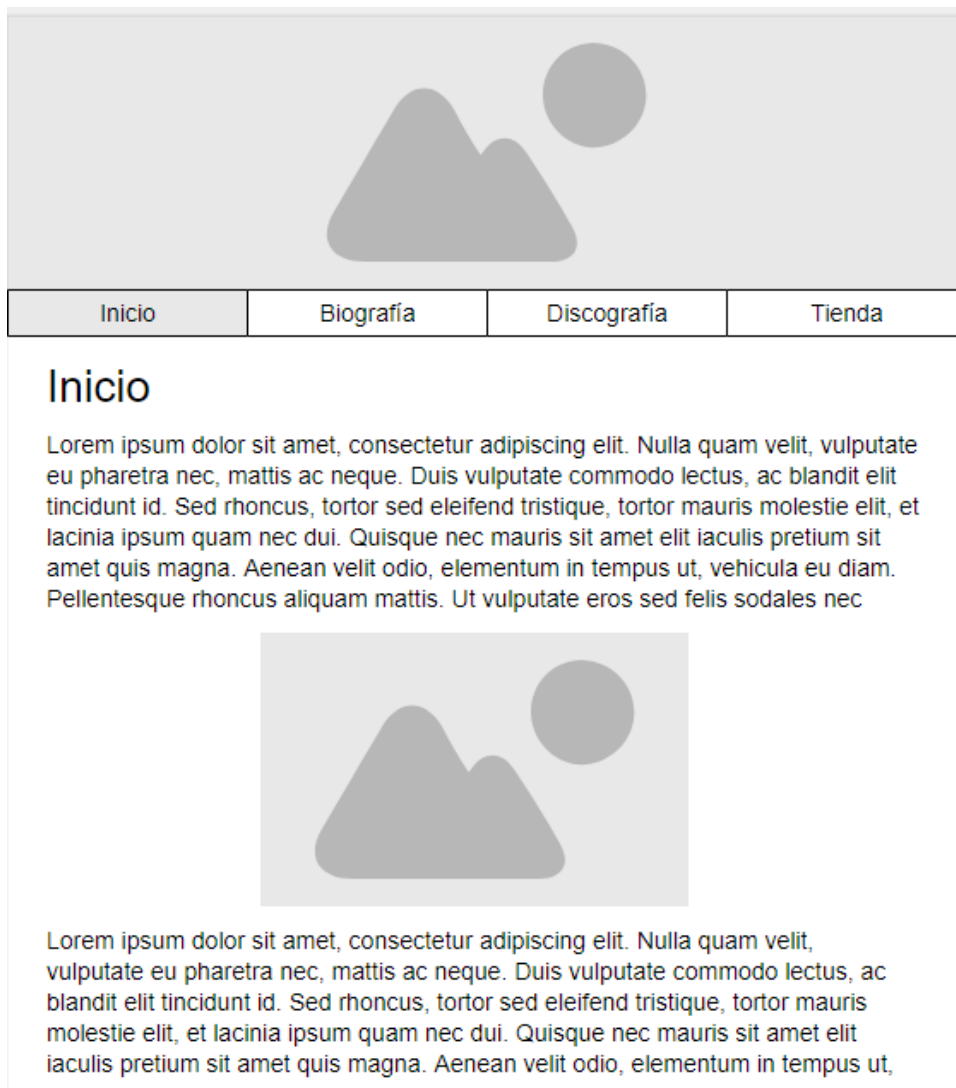 Inicio Biografía Discografía Tienda
Inicio
Lorem ipsum dolor sit amet, consectetur adipiscing elit. Nulla quam velit, vulputate
eu pharetra nec, mattis ac neque. Duis vulputate commodo lectus, ac blandit elit
tincidunt id. Sed rhoncus, tortor sed eleifend tristique, tortor mauris molestie elit, et
lacinia ipsum quam nec dui. Quisque nec mauris sit amet elit iaculis pretium sit
amet quis magna. Aenean velit odio, elementum in tempus ut, vehicula eu diam.
Pellentesque rhoncus aliquam mattis. Ut vulputate eros sed felis sodales nec
Lorem ipsum dolor sit amet, consectetur adipiscing elit. Nulla quam velit,
vulputate eu pharetra nec, mattis ac neque. Duis vulputate commodo lectus, ac
blandit elit tincidunt id. Sed rhoncus, tortor sed eleifend tristique, tortor mauris
molestie elit, et lacinia ipsum quam nec dui. Quisque nec mauris sit amet elit
iaculis pretium sit amet quis magna. Aenean velit odio, elementum in tempus ut,